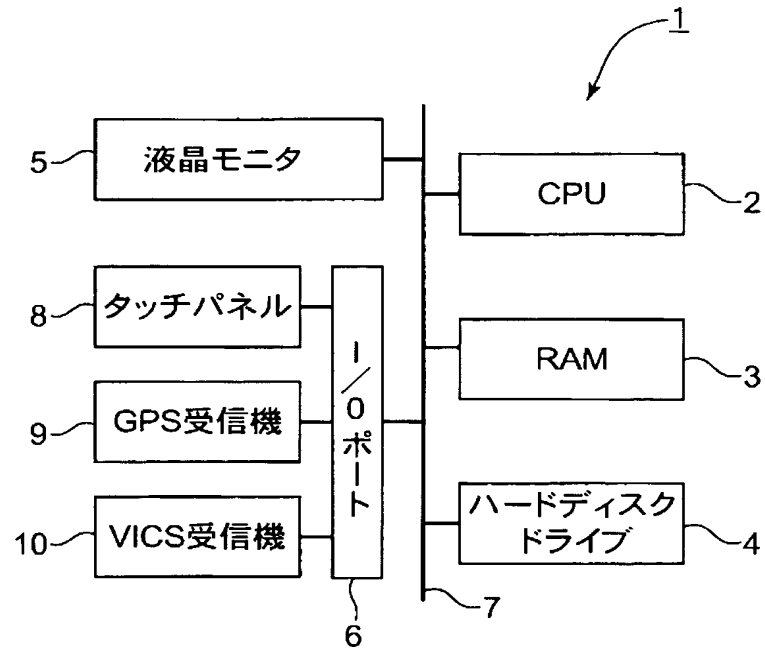 1
5
液晶モニタ
CPU
2
8
タッチパネル
I/Oポート
RAM
3
9
GPS受信機
10
VICS受信機
ハードディスク
ドライブ
4
6
7